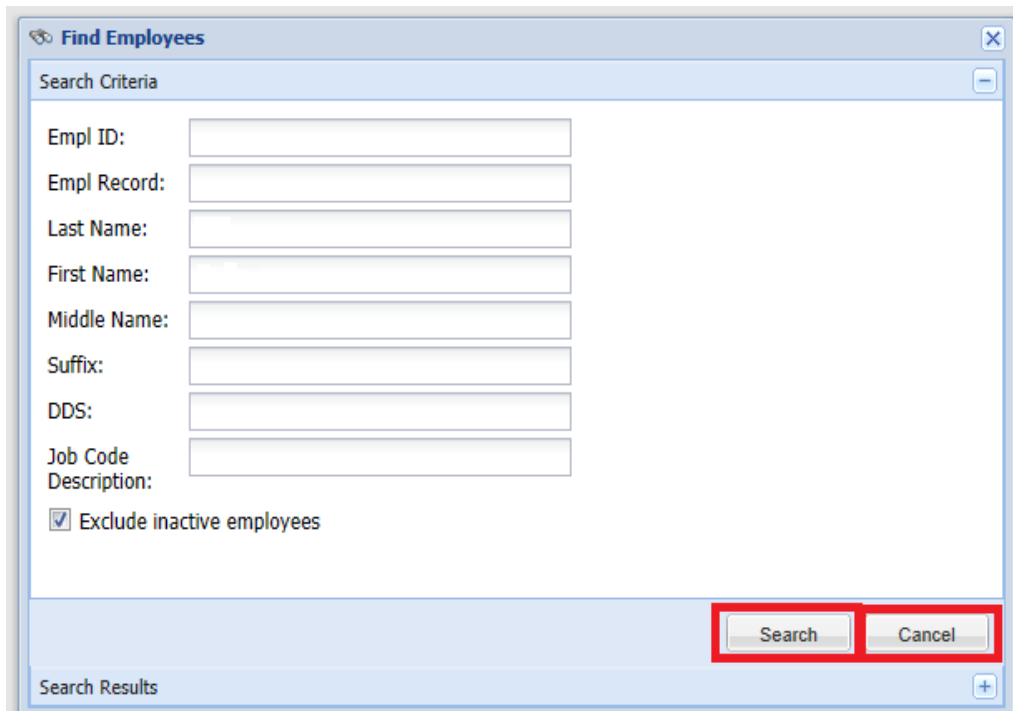 Find Employees
Search Criteria
Empl ID:
Empl Record:
Last Name:
First Name:
Middle Name:
Suffix:
DDS:
Job Code
Description:
Exclude inactive employees
Search Cancel
Search Results